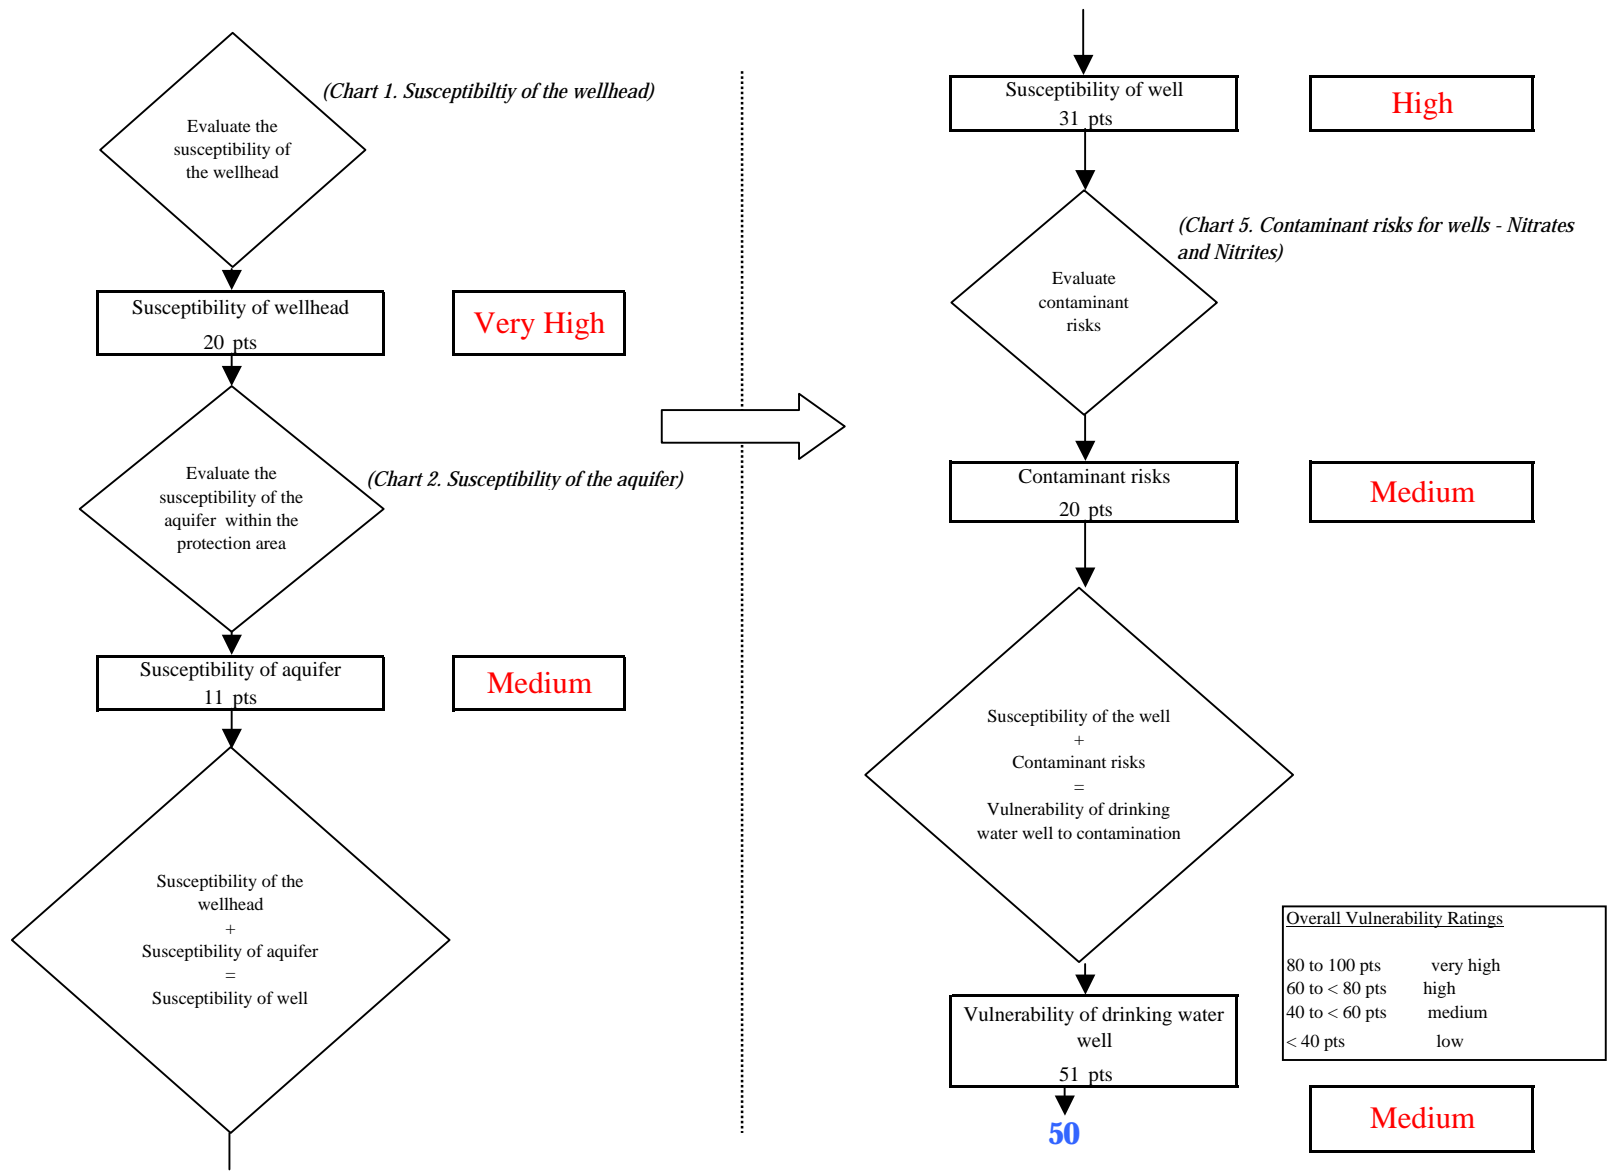 (Chart 1. Susceptibiltiy of the wellhead)
Evaluate the
susceptibility of
the wellhead
Susceptibility of wellhead
20 pts
Very High
Evaluate the
susceptibility of the
aquifer within the
protection area
(Chart 2. Susceptibility of the aquifer)
Susceptibility of aquifer
11 pts
Medium
Susceptibility of the
wellhead
+
Susceptibility of aquifer
=
Susceptibility of well
Susceptibility of well
31 pts
High
(Chart 5. Contaminant risks for wells - Nitrates
and Nitrites)
Evaluate
contaminant
risks
Contaminant risks
20 pts
Medium
Susceptibility of the well
+
Contaminant risks
=
Vulnerability of drinking
water well to contamination
Overall Vulnerability Ratings
80 to 100 pts very high
60 to < 80 pts high
40 to < 60 pts medium
< 40 pts low
Vulnerability of drinking water
well
51 pts
50
Medium